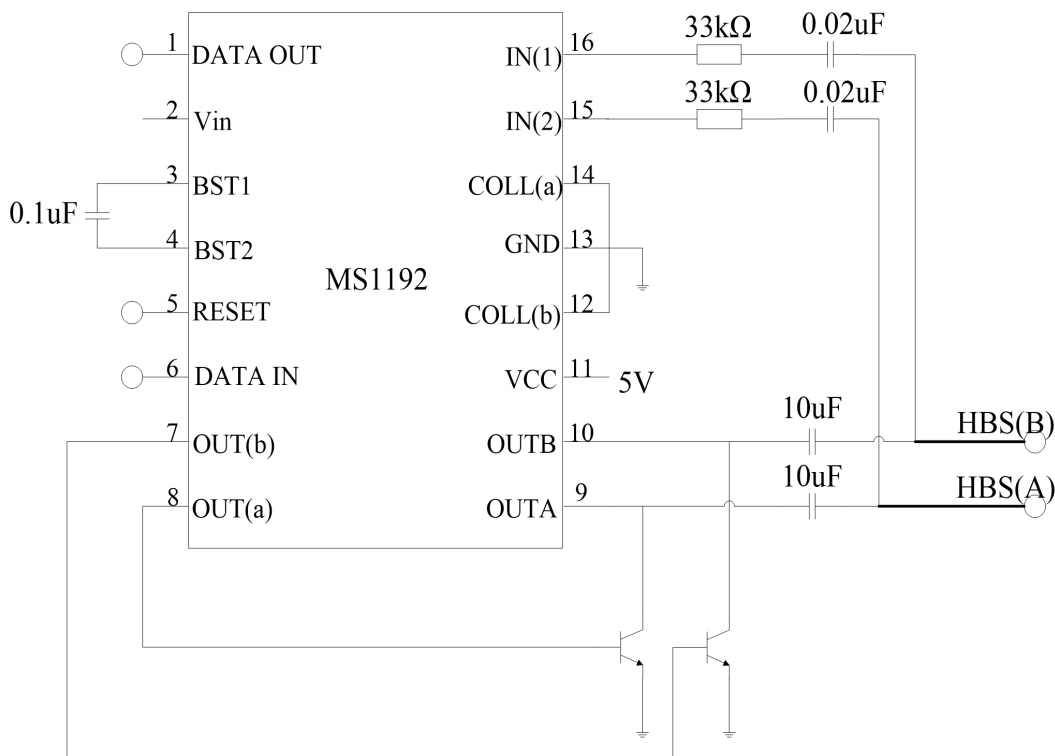 33kΩ
0.02uF
1
DATA OUT
IN(1)
16
33kΩ
0.02uF
2
Vin
IN(2)
15
3
BST1
COLL(a)
14
0.1uF
4
BST2
GND
13
MS1192
5
RESET
COLL(b)
12
6
DATA IN
VCC
11
5V
7
OUT(b)
OUTB
10
10uF
HBS(B)
8
OUT(a)
OUTA
9
10uF
HBS(A)